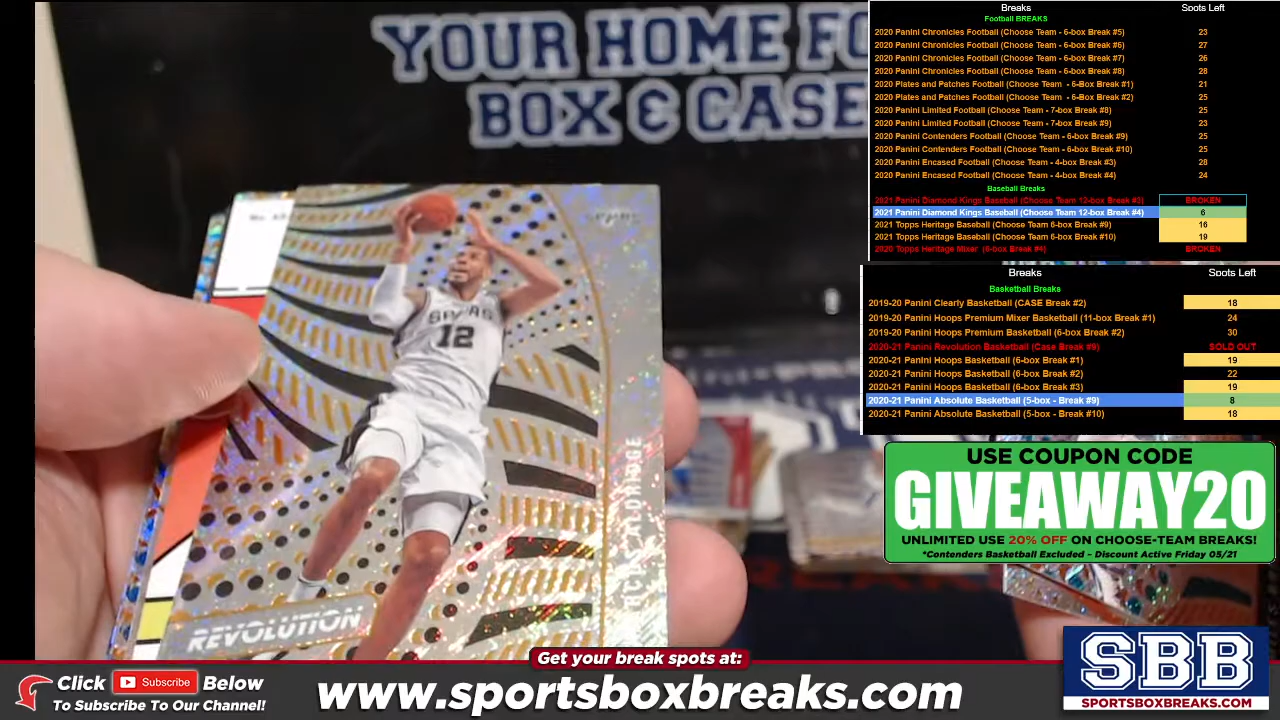 YOUR HOME FO
BOX & CASE
SPURS
SPURS
12
REVOLUTION
Breaks Spots Left
Football BREAKS
2020 Panini Chronicles Football (Choose Team - 6-box Break #5) 23
2020 Panini Chronicles Football (Choose Team - 6-box Break #6) 27
2020 Panini Chronicles Football (Choose Team - 6-box Break #7) 26
2020 Panini Chronicles Football (Choose Team - 6-box Break #8) 28
2020 Plates and Patches Football (Choose Team - 6-Box Break #1) 21
2020 Plates and Patches Football (Choose Team - 6-Box Break #2) 25
2020 Panini Limited Football (Choose Team - 7-box Break #8) 25
2020 Panini Limited Football (Choose Team - 7-box Break #9) 23
2020 Panini Contenders Football (Choose Team - 6-box Break #9) 25
2020 Panini Contenders Football (Choose Team - 6-box Break #10) 25
2020 Panini Encased Football (Choose Team - 4-box Break #3) 28
2020 Panini Encased Football (Choose Team - 4-box Break #4) 24
Baseball Breaks
2021 Panini Diamond Kings Baseball (Choose Team 12-box Break #3) BROKEN
2021 Panini Diamond Kings Baseball (Choose Team 12-box Break #4) 6
2021 Topps Heritage Baseball (Choose Team 6-box Break #9) 16
2021 Topps Heritage Baseball (Choose Team 6-box Break #10) 19
2020 Topps Heritage Mixer (6-box Break #4) BROKEN
Breaks Spots Left
Basketball Breaks
2019-20 Panini Clearly Basketball (CASE Break #2) 18
2019-20 Panini Hoops Premium Mixer Basketball (11-box Break #1) 24
2019-20 Panini Hoops Premium Basketball (6-box Break #2) 30
2020-21 Panini Revolution Basketball (Case Break #9) SOLD OUT
2020-21 Panini Hoops Basketball (6-box Break #1) 19
2020-21 Panini Hoops Basketball (6-box Break #2) 22
2020-21 Panini Hoops Basketball (6-box Break #3) 19
2020-21 Panini Absolute Basketball (5-box - Break #9) 8
2020-21 Panini Absolute Basketball (5-box - Break #10) 18
USE COUPON CODE
GIVEAWAY20
UNLIMITED USE 20% OFF ON CHOOSE-TEAM BREAKS!
*Contenders Basketball Excluded - Discount Active Friday 05/21
Get your break spots at:
Click Subscribe Below
To Subscribe To Our Channel!
www.sportsboxbreaks.com
SBB
SPORTSBOXBREAKS.COM